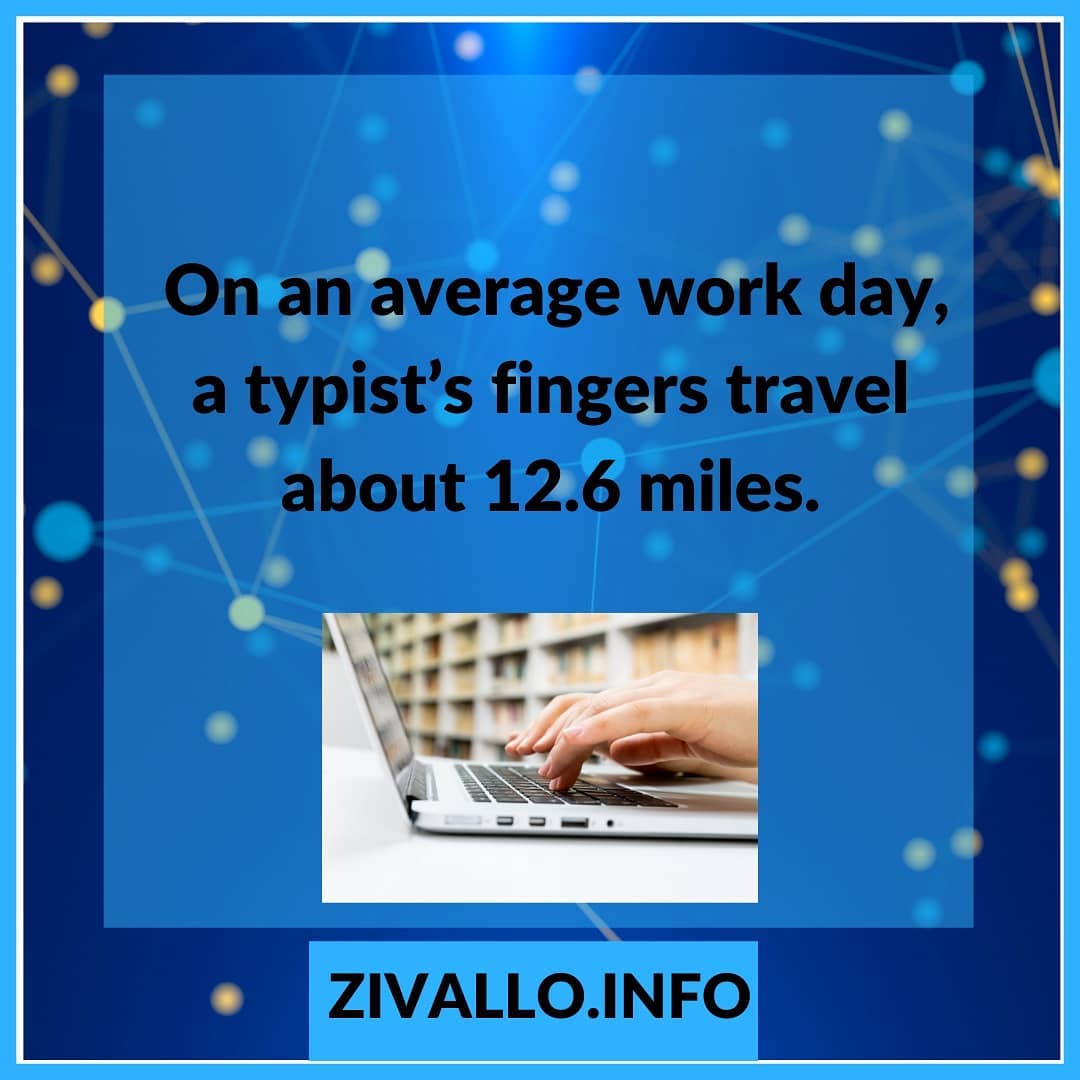 On an average work day,
a typist’s fingers travel
about 12.6 miles.
ZIVALLO.INFO